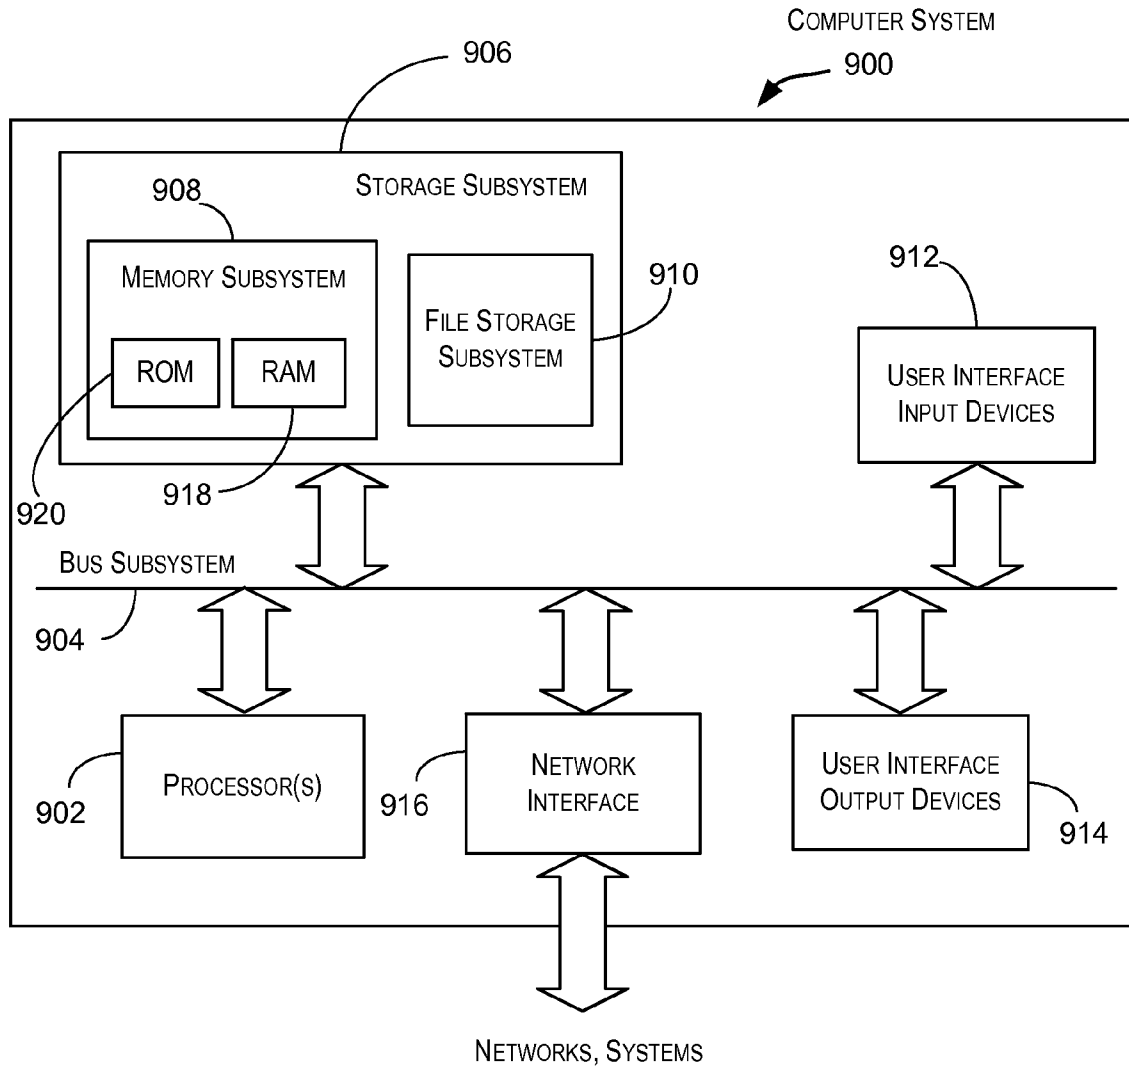 COMPUTER SYSTEM
900
906
STORAGE SUBSYSTEM
908
MEMORY SUBSYSTEM
ROM
RAM
920
918
FILE STORAGE
SUBSYSTEM
910
912
USER INTERFACE
INPUT DEVICES
BUS SUBSYSTEM
904
PROCESSOR(S)
902
NETWORK
INTERFACE
916
USER INTERFACE
OUTPUT DEVICES
914
NETWORKS, SYSTEMS